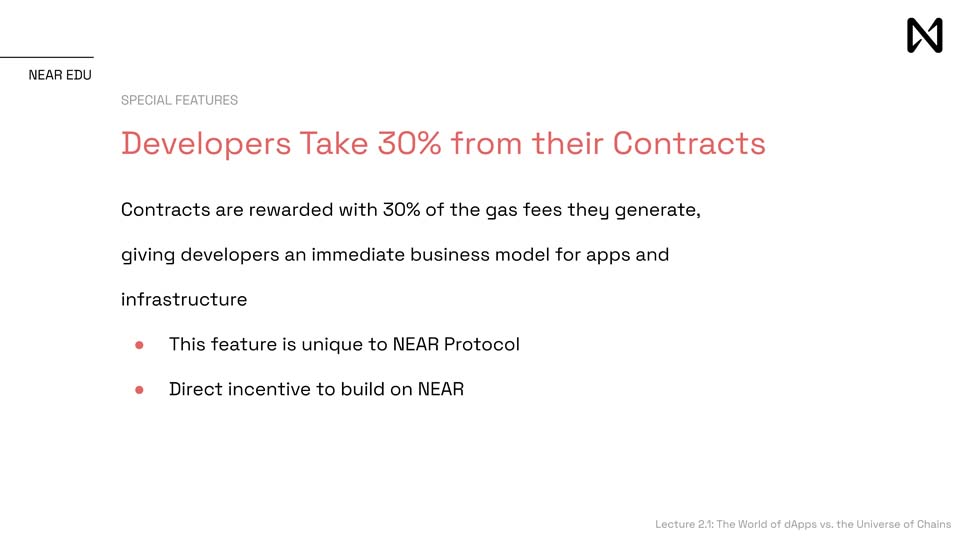 NEAR EDU
SPECIAL FEATURES
Developers Take 30% from their Contracts
Contracts are rewarded with 30% of the gas fees they generate,
giving developers an immediate business model for apps and
infrastructure
● This feature is unique to NEAR Protocol
● Direct incentive to build on NEAR
Lecture 2.1: The World of dApps vs. the Universe of Chains